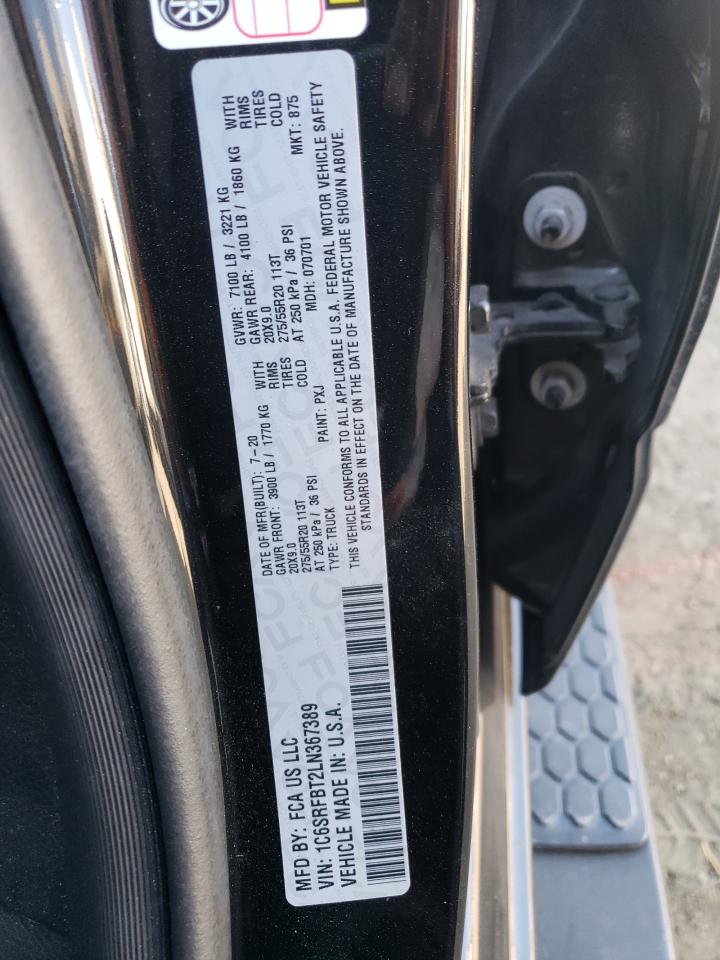 MFD BY: FCA US LLC
VIN: 1C6SRFBT2LN367389
VEHICLE MADE IN: U.S.A.
DATE OF MFR(BUILT): 7-20 GVWR: 7100 LB / 3221 KG
GAWR FRONT: 3900 LB / 1770 KG WITH GAWR REAR: 4100 LB / 1860 KG WITH
20X9.0 RIMS 20X9.0 RIMS
275/55R20 113T TIRES 275/55R20 113T TIRES
AT 250 kPa / 36 PSI COLD AT 250 kPa / 36 PSI COLD
TYPE: TRUCK PAINT: PXJ MDH: 070701 MKT: 875
THIS VEHICLE CONFORMS TO ALL APPLICABLE U.S.A. FEDERAL MOTOR VEHICLE SAFETY
STANDARDS IN EFFECT ON THE DATE OF MANUFACTURE SHOWN ABOVE.